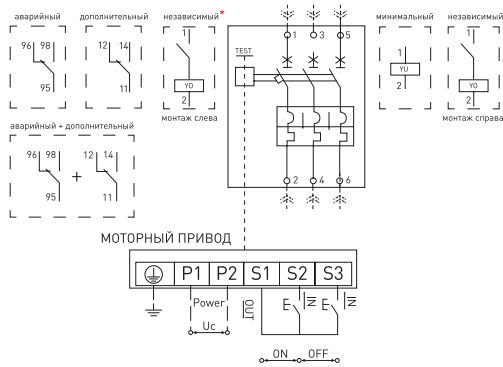 аварийный дополнительный независимый* минимальный независимый
96 98 95
12 14 11
1 YO 2
монтаж слева
TEST
1 3 5
2 4 6
1 YU 2
1 YO 2
монтаж справа
аварийный + дополнительный
96 98 95 + 12 14 11
МОТОРНЫЙ ПРИВОД
P1 P2 S1 S2 S3
Power OUT IN IN
Uc
E E
ON OFF